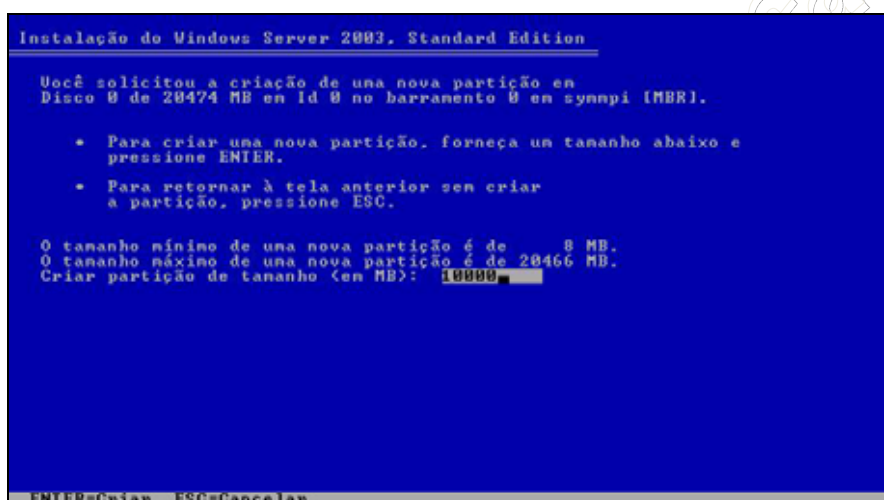 Instalação do Windows Server 2003, Standard Edition
Você solicitou a criação de uma nova partição em
Disco 0 de 20474 MB em Id 0 no barramento 0 em symmpi [MBR].
• Para criar uma nova partição, forneça um tamanho abaixo e
pressione ENTER.
• Para retornar à tela anterior sem criar
a partição, pressione ESC.
O tamanho mínimo de uma nova partição é de 8 MB.
O tamanho máximo de uma nova partição é de 20466 MB.
Criar partição de tamanho (em MB): 10000_
ENTER=Criar ESC=Cancelar